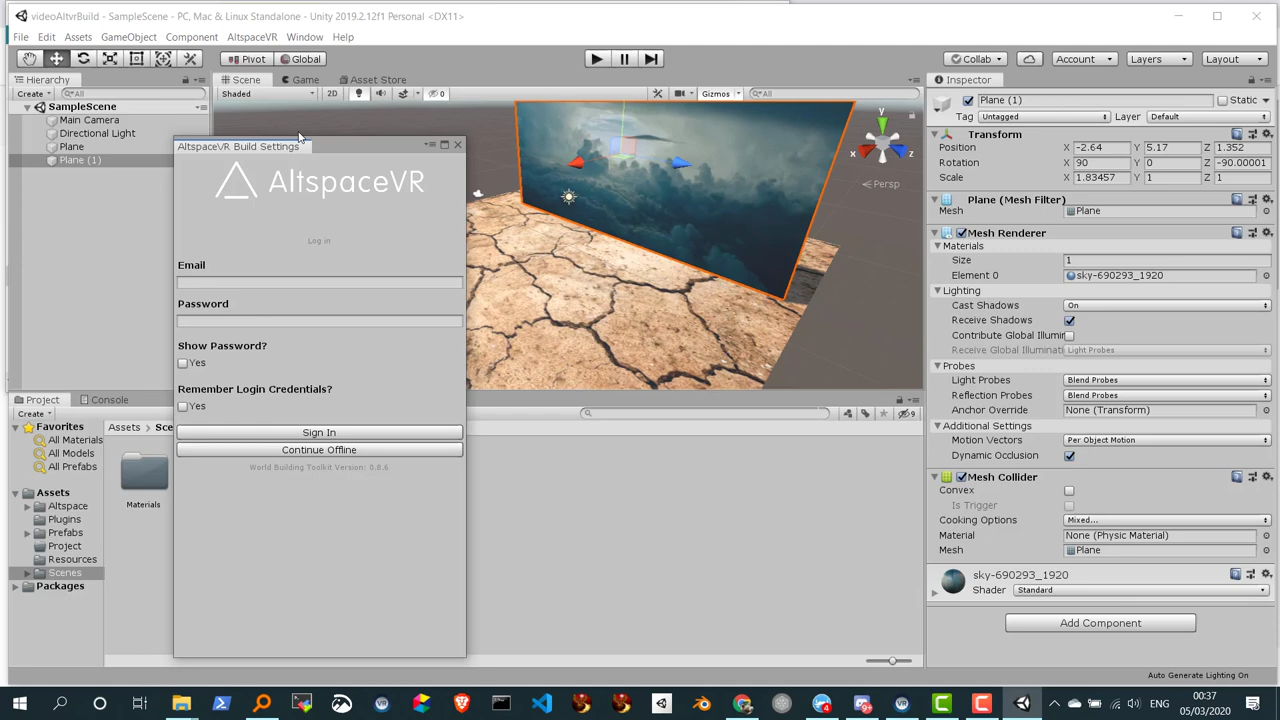 videoAltvrBuild - SampleScene - PC, Mac & Linux Standalone - Unity 2019.2.12f1 Personal <DX11>
File Edit Assets GameObject Component AltspaceVR Window Help
Pivot Global Collab Account Layers Layout
Hierarchy Scene Game Asset Store Inspector
Create All Shaded 2D 0 Gizmos All
Plane (1) Static
SampleScene
Main Camera
Directional Light
Plane
Plane (1)
Tag Untagged Layer Default
Transform
Position X -2.64 Y 5.17 Z 1.352
Rotation X 90 Y 0 Z -90.00001
Scale X 1.83457 Y 1 Z 1
y
x z
Persp
AltspaceVR Build Settings
AltspaceVR
Log in
Email
Password
Show Password?
Yes
Remember Login Credentials?
Yes
Sign In
Continue Offline
World Building Toolkit Version: 0.8.6
Plane (Mesh Filter)
Mesh Plane
Mesh Renderer
Materials
Size 1
Element 0 sky-690293_1920
Lighting
Cast Shadows On
Receive Shadows
Contribute Global Illumin
Receive Global Illuminati Light Probes
Probes
Light Probes Blend Probes
Reflection Probes Blend Probes
Anchor Override None (Transform)
Additional Settings
Motion Vectors Per Object Motion
Dynamic Occlusion
Mesh Collider
Convex
Is Trigger
Cooking Options Mixed...
Material None (Physic Material)
Mesh Plane
sky-690293_1920
Shader Standard
Add Component
Project Console
Create 9
Favorites
All Materials
All Models
All Prefabs
Assets
Altspace
Plugins
Prefabs
Project
Resources
Scenes
Packages
Assets Sce
Materials
Auto Generate Lighting On
ENG
00:37
05/03/2020